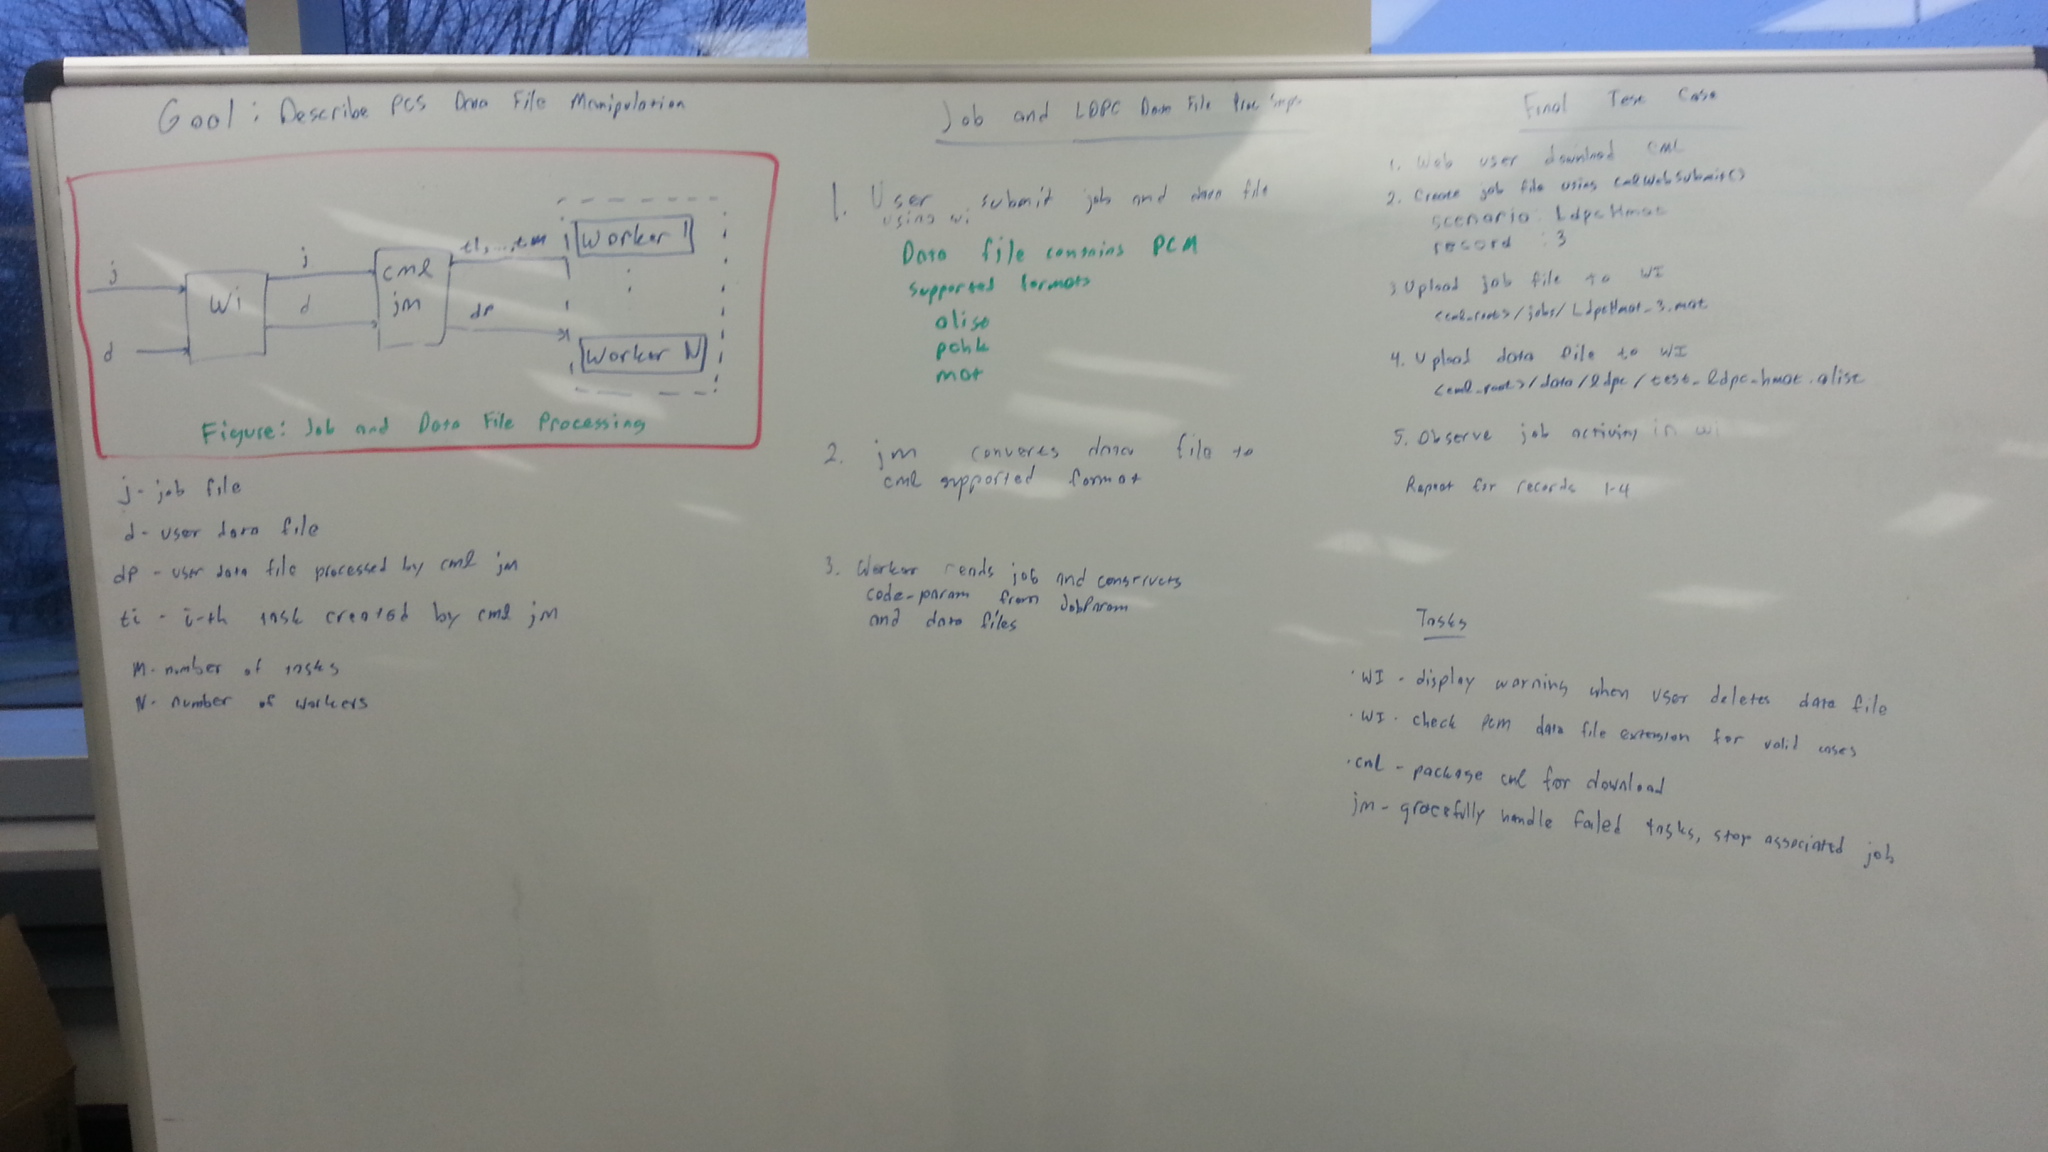 Goal: Describe PCS Data File Manipulation
j
d
Wi
j
d
cml
jm
t1,...,tm
dp
Worker 1
Worker N
Figure: Job and Data File Processing
j - job file
d - user data file
dp - user data file processed by cml jm
ti - i-th task created by cml jm
M - number of tasks
N - number of workers
Job and LDPC Data File Proc Steps
1. User submit job and data file
using wi
Data file contains PCM
supported formats
alist
pchk
mat
2. jm converts data file to
cml supported format
3. Worker reads job and constructs
code-param from JobParam
and data files
Final Test Case
1. Web user download CML
2. Create job file using CmlWebSubmit()
scenario: LdpcHmat
record : 3
3 Upload job file to WI
<cml_root>/jobs/LdpcHmat_3.mat
4. Upload data file to WI
<cml_root>/data/ldpc/test_ldpc_hmat.alist
5. Observe job activity in wi
Repeat for records 1-4
Tasks
· WI - display warning when user deletes data file
· WI - check pcm data file extension for valid cases
· cml - package cml for download
jm - gracefully handle failed tasks, stop associated job